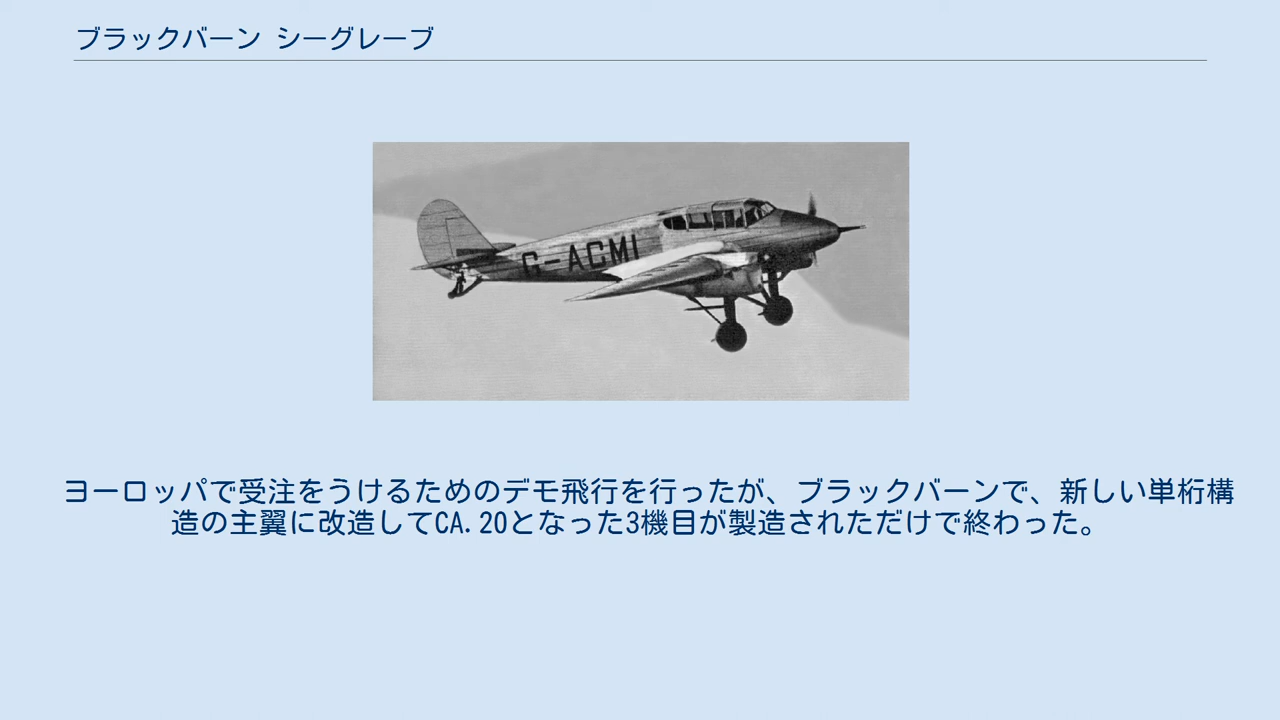 ブラックバーン シーグレーブ
G-ACMI
ヨーロッパで受注をうけるためのデモ飛行を行ったが、ブラックバーンで、新しい単桁構
造の主翼に改造してCA.20となった3機目が製造されただけで終わった。